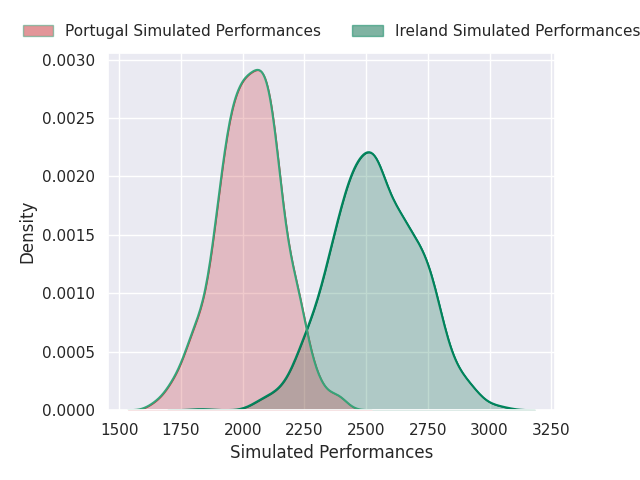 Portugal Simulated Performances
Ireland Simulated Performances
0.0030
0.0025
0.0020
0.0015
0.0010
0.0005
0.0000
Density
1500 1750 2000 2250 2500 2750 3000 3250
Simulated Performances